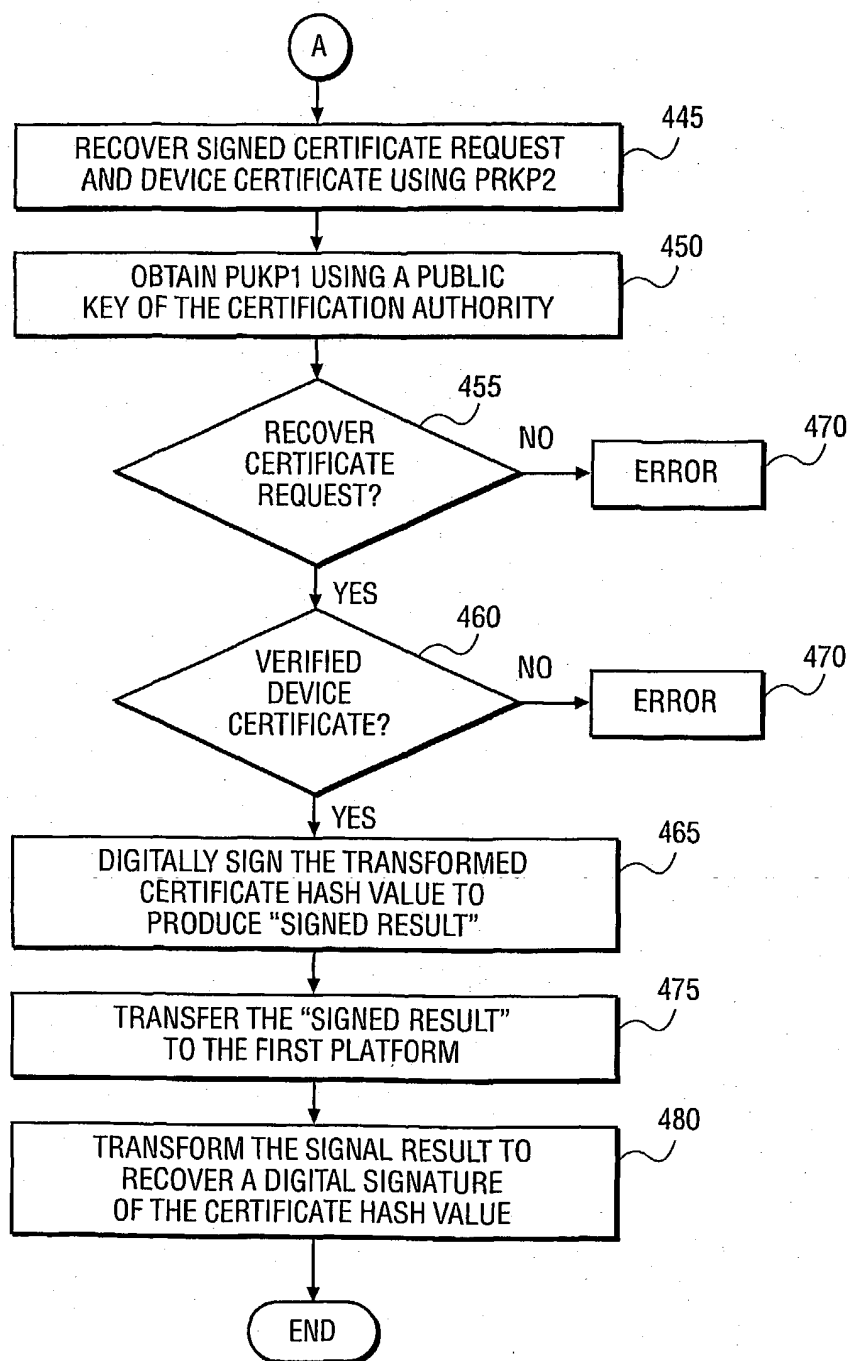 A
RECOVER SIGNED CERTIFICATE REQUEST
AND DEVICE CERTIFICATE USING PRKP2
445
OBTAIN PUKP1 USING A PUBLIC
KEY OF THE CERTIFICATION AUTHORITY
450
RECOVER
CERTIFICATE
REQUEST?
455
NO
ERROR
470
YES
VERIFIED
DEVICE
CERTIFICATE?
460
NO
ERROR
470
YES
DIGITALLY SIGN THE TRANSFORMED
CERTIFICATE HASH VALUE TO
PRODUCE “SIGNED RESULT”
465
TRANSFER THE “SIGNED RESULT”
TO THE FIRST PLATFORM
475
TRANSFORM THE SIGNAL RESULT TO
RECOVER A DIGITAL SIGNATURE
OF THE CERTIFICATE HASH VALUE
480
END